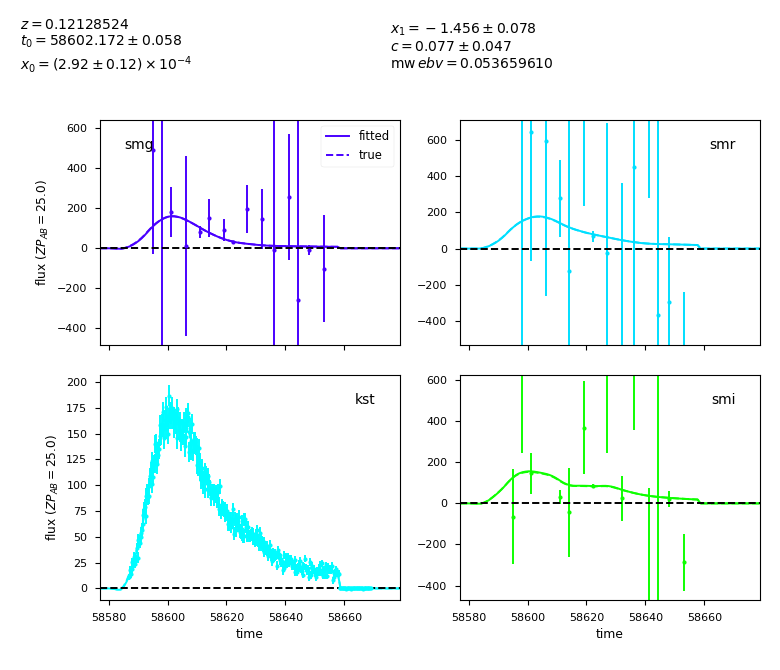 z = 0.12128524
t₀ = 58602.172 ± 0.058
x₀ = (2.92 ± 0.12) × 10⁻⁴
x₁ = −1.456 ± 0.078
c = 0.077 ± 0.047
mw ebv = 0.053659610
smg
fitted
true
600
400
200
0
−200
−400
flux (ZP_AB = 25.0)
smr
600
400
200
0
−200
−400
kst
200
175
150
125
100
75
50
25
0
flux (ZP_AB = 25.0)
58580 58600 58620 58640 58660
time
smi
600
400
200
0
−200
−400
58580 58600 58620 58640 58660
time